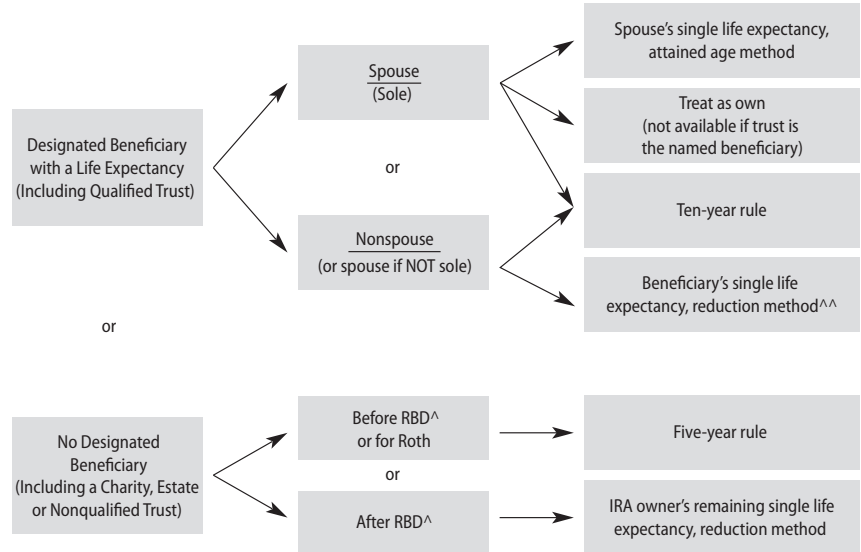 Designated Beneficiary
with a Life Expectancy
(Including Qualified Trust)
or
Spouse
(Sole)
or
Nonspouse
(or spouse if NOT sole)
Spouse's single life expectancy,
attained age method
Treat as own
(not available if trust is
the named beneficiary)
Ten-year rule
Beneficiary's single life
expectancy, reduction method^^
No Designated
Beneficiary
(Including a Charity, Estate
or Nonqualified Trust)
Before RBD^
or for Roth
or
After RBD^
Five-year rule
IRA owner's remaining single life
expectancy, reduction method